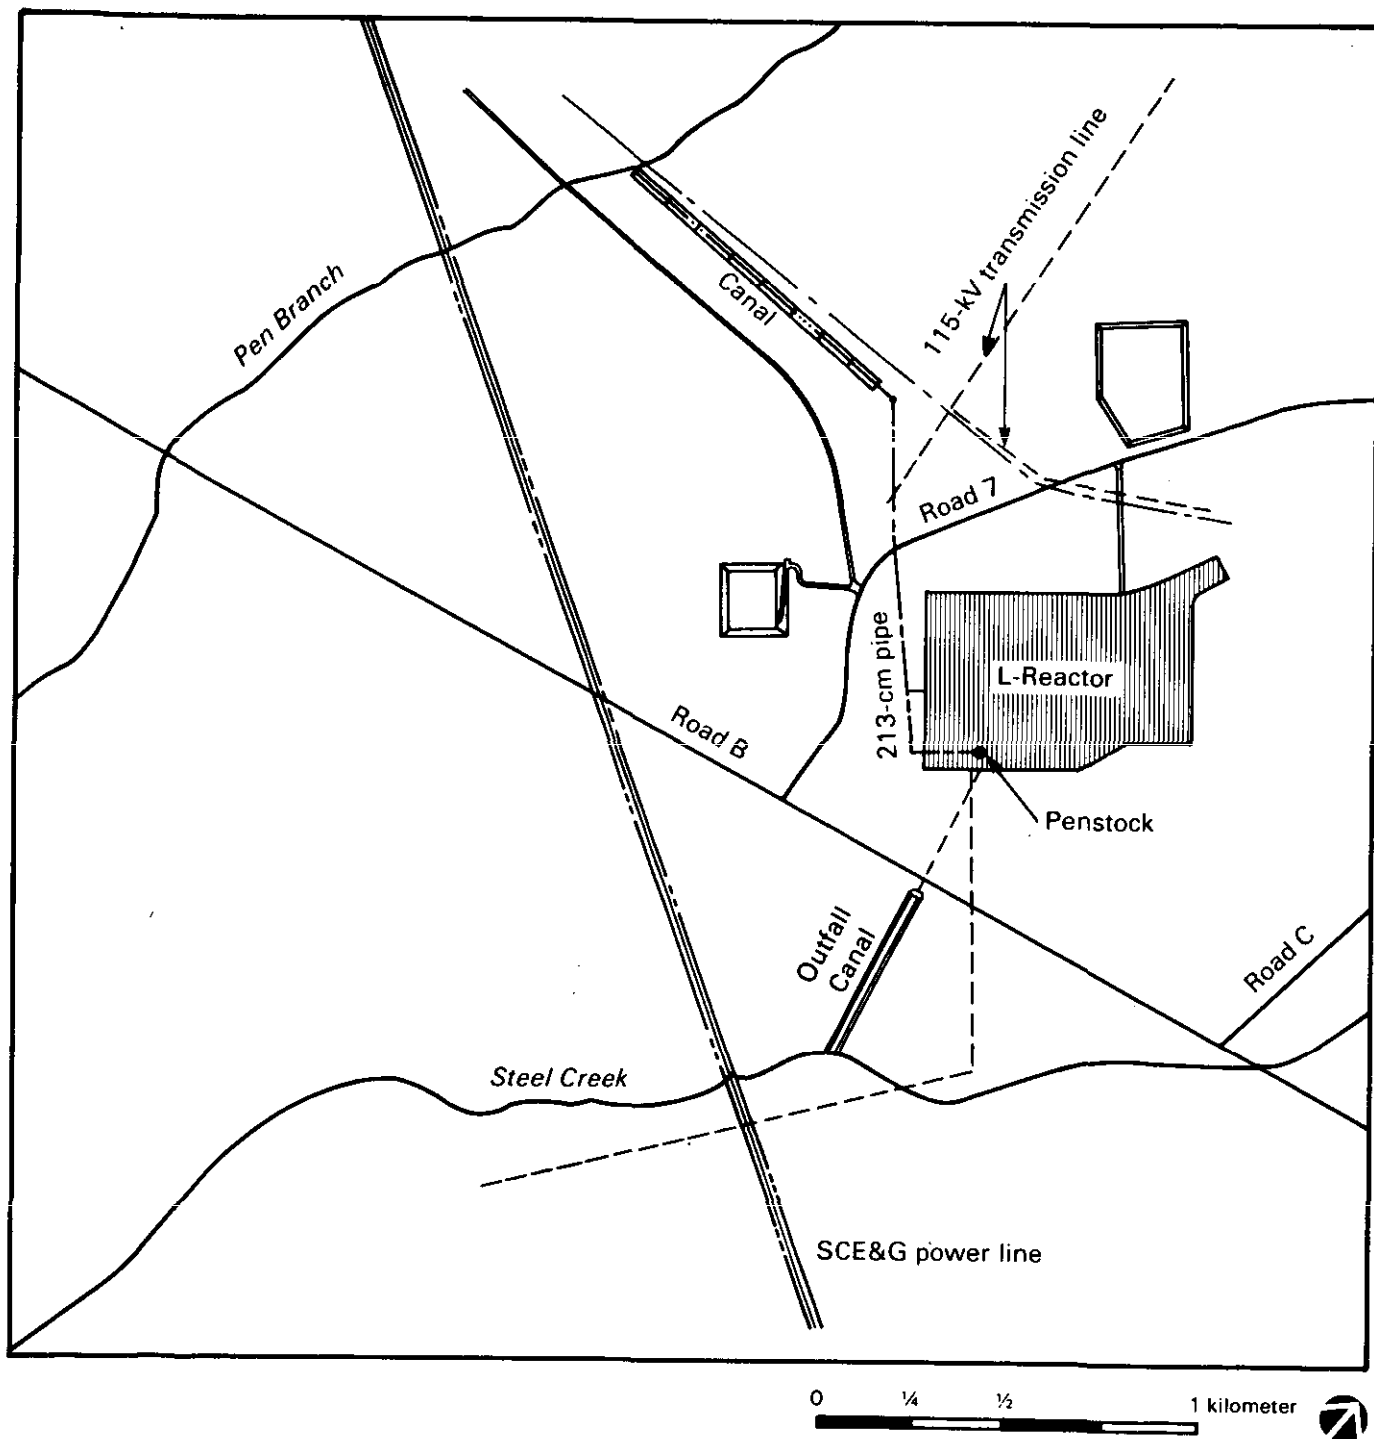 115-kV transmission line
Pen Branch
Canal
Road 7
213-cm pipe
L-Reactor
Road B
Penstock
Outfall
Canal
Road C
Steel Creek
SCE&G power line
0 ¼ ½ 1 kilometer